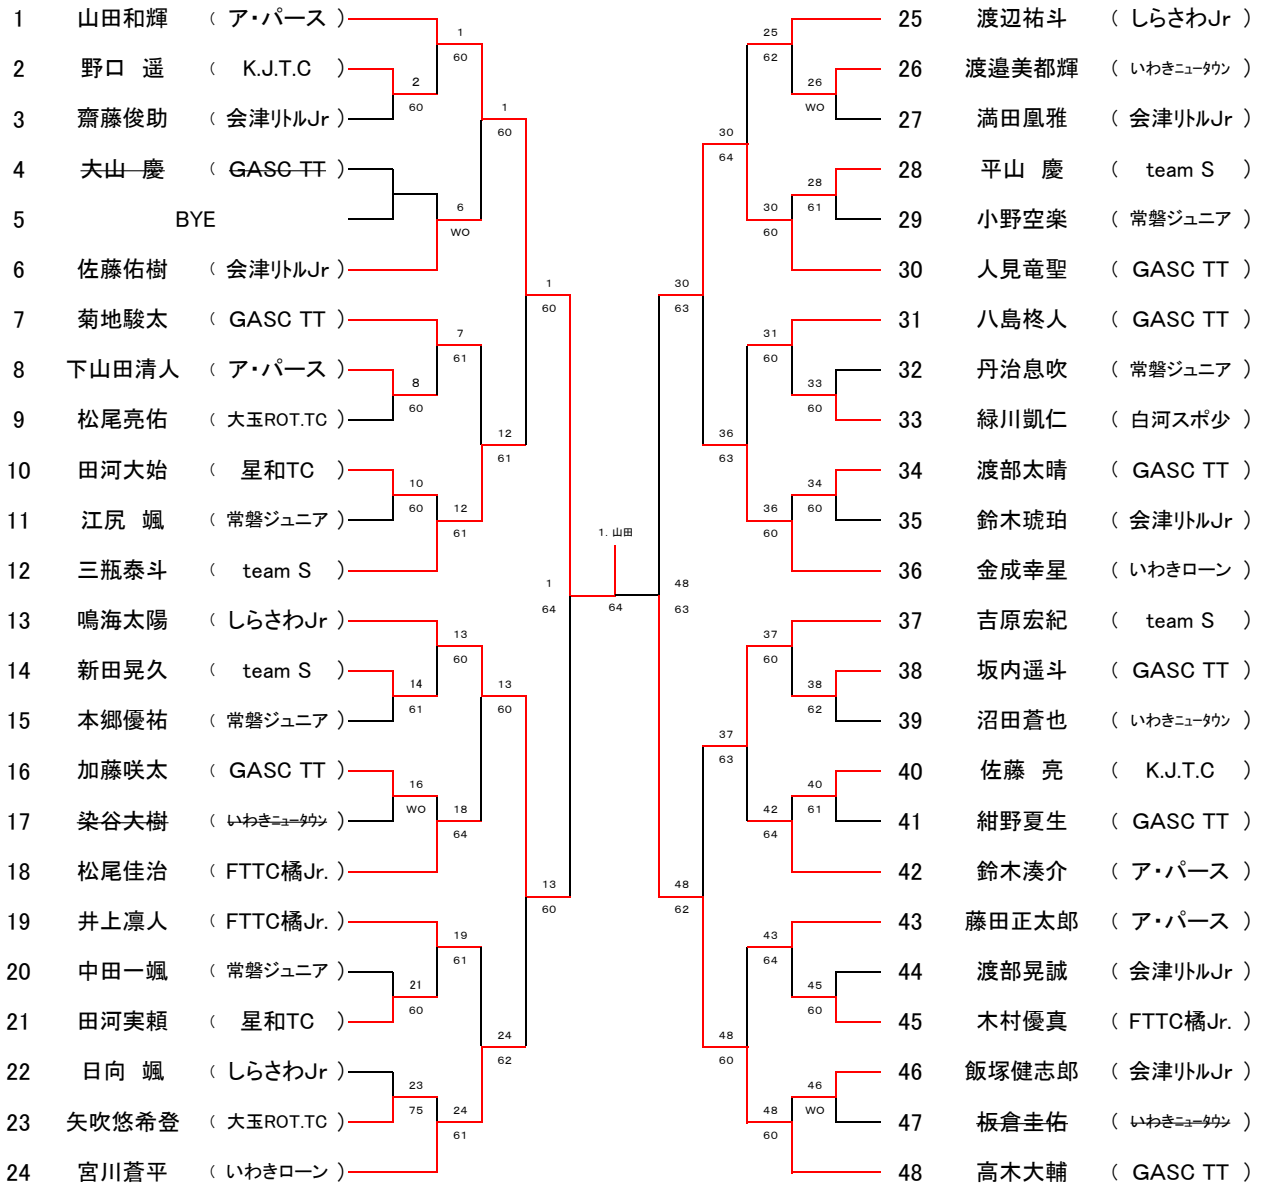 1 山田和輝 ( ア・パース )
2 野口 遥 ( K.J.T.C )
3 齋藤俊助 ( 会津リトルJr )
4 大山 慶 ( GASC TT )
5 BYE
6 佐藤佑樹 ( 会津リトルJr )
7 菊地駿太 ( GASC TT )
8 下山田清人 ( ア・パース )
9 松尾亮佑 ( 大玉ROT.TC )
10 田河大始 ( 星和TC )
11 江尻 颯 ( 常磐ジュニア )
12 三瓶泰斗 ( team S )
13 鳴海太陽 ( しらさわJr )
14 新田晃久 ( team S )
15 本郷優祐 ( 常磐ジュニア )
16 加藤咲太 ( GASC TT )
17 染谷大樹 ( いわきニュータウン )
18 松尾佳治 ( FTTC橘Jr. )
19 井上凛人 ( FTTC橘Jr. )
20 中田一颯 ( 常磐ジュニア )
21 田河実頼 ( 星和TC )
22 日向 颯 ( しらさわJr )
23 矢吹悠希登 ( 大玉ROT.TC )
24 宮川蒼平 ( いわきローン )
2
60
8
60
10
60
14
61
16
WO
21
60
23
75
1
60
6
WO
7
61
12
61
13
60
18
64
19
61
24
61
1
60
12
61
13
60
24
62
1
60
13
60
1
64
1. 山田
64
48
63
30
63
48
62
30
64
36
63
37
63
48
60
25
62
30
60
31
60
36
60
37
60
42
64
43
64
48
60
26
WO
28
61
33
60
34
60
38
62
40
61
45
60
46
WO
25 渡辺祐斗 ( しらさわJr )
26 渡邉美都輝 ( いわきニュータウン )
27 満田凰雅 ( 会津リトルJr )
28 平山 慶 ( team S )
29 小野空楽 ( 常磐ジュニア )
30 人見竜聖 ( GASC TT )
31 八島柊人 ( GASC TT )
32 丹治息吹 ( 常磐ジュニア )
33 緑川凱仁 ( 白河スポ少 )
34 渡部太晴 ( GASC TT )
35 鈴木琥珀 ( 会津リトルJr )
36 金成幸星 ( いわきローン )
37 吉原宏紀 ( team S )
38 坂内遥斗 ( GASC TT )
39 沼田蒼也 ( いわきニュータウン )
40 佐藤 亮 ( K.J.T.C )
41 紺野夏生 ( GASC TT )
42 鈴木湊介 ( ア・パース )
43 藤田正太郎 ( ア・パース )
44 渡部晃誠 ( 会津リトルJr )
45 木村優真 ( FTTC橘Jr. )
46 飯塚健志郎 ( 会津リトルJr )
47 板倉圭佑 ( いわきニュータウン )
48 高木大輔 ( GASC TT )